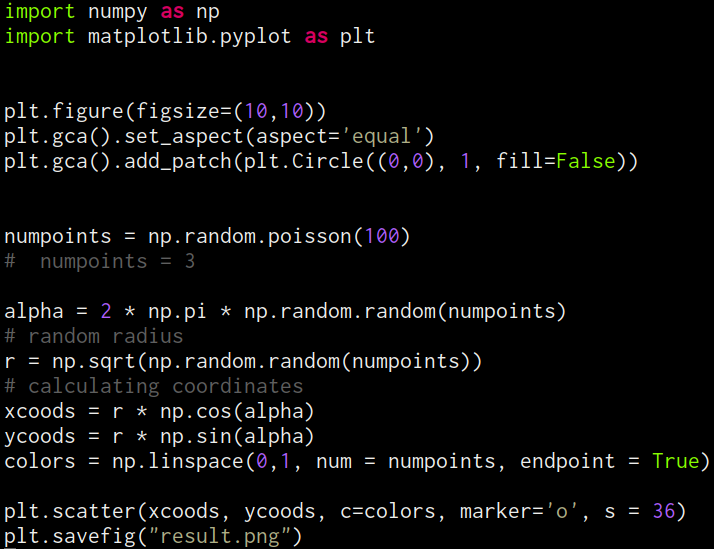 import numpy as np
import matplotlib.pyplot as plt
plt.figure(figsize=(10,10))
plt.gca().set_aspect(aspect='equal')
plt.gca().add_patch(plt.Circle((0,0), 1, fill=False))
numpoints = np.random.poisson(100)
#  numpoints = 3
alpha = 2 * np.pi * np.random.random(numpoints)
# random radius
r = np.sqrt(np.random.random(numpoints))
# calculating coordinates
xcoods = r * np.cos(alpha)
ycoods = r * np.sin(alpha)
colors = np.linspace(0,1, num = numpoints, endpoint = True)
plt.scatter(xcoods, ycoods, c=colors, marker='o', s = 36)
plt.savefig("result.png")